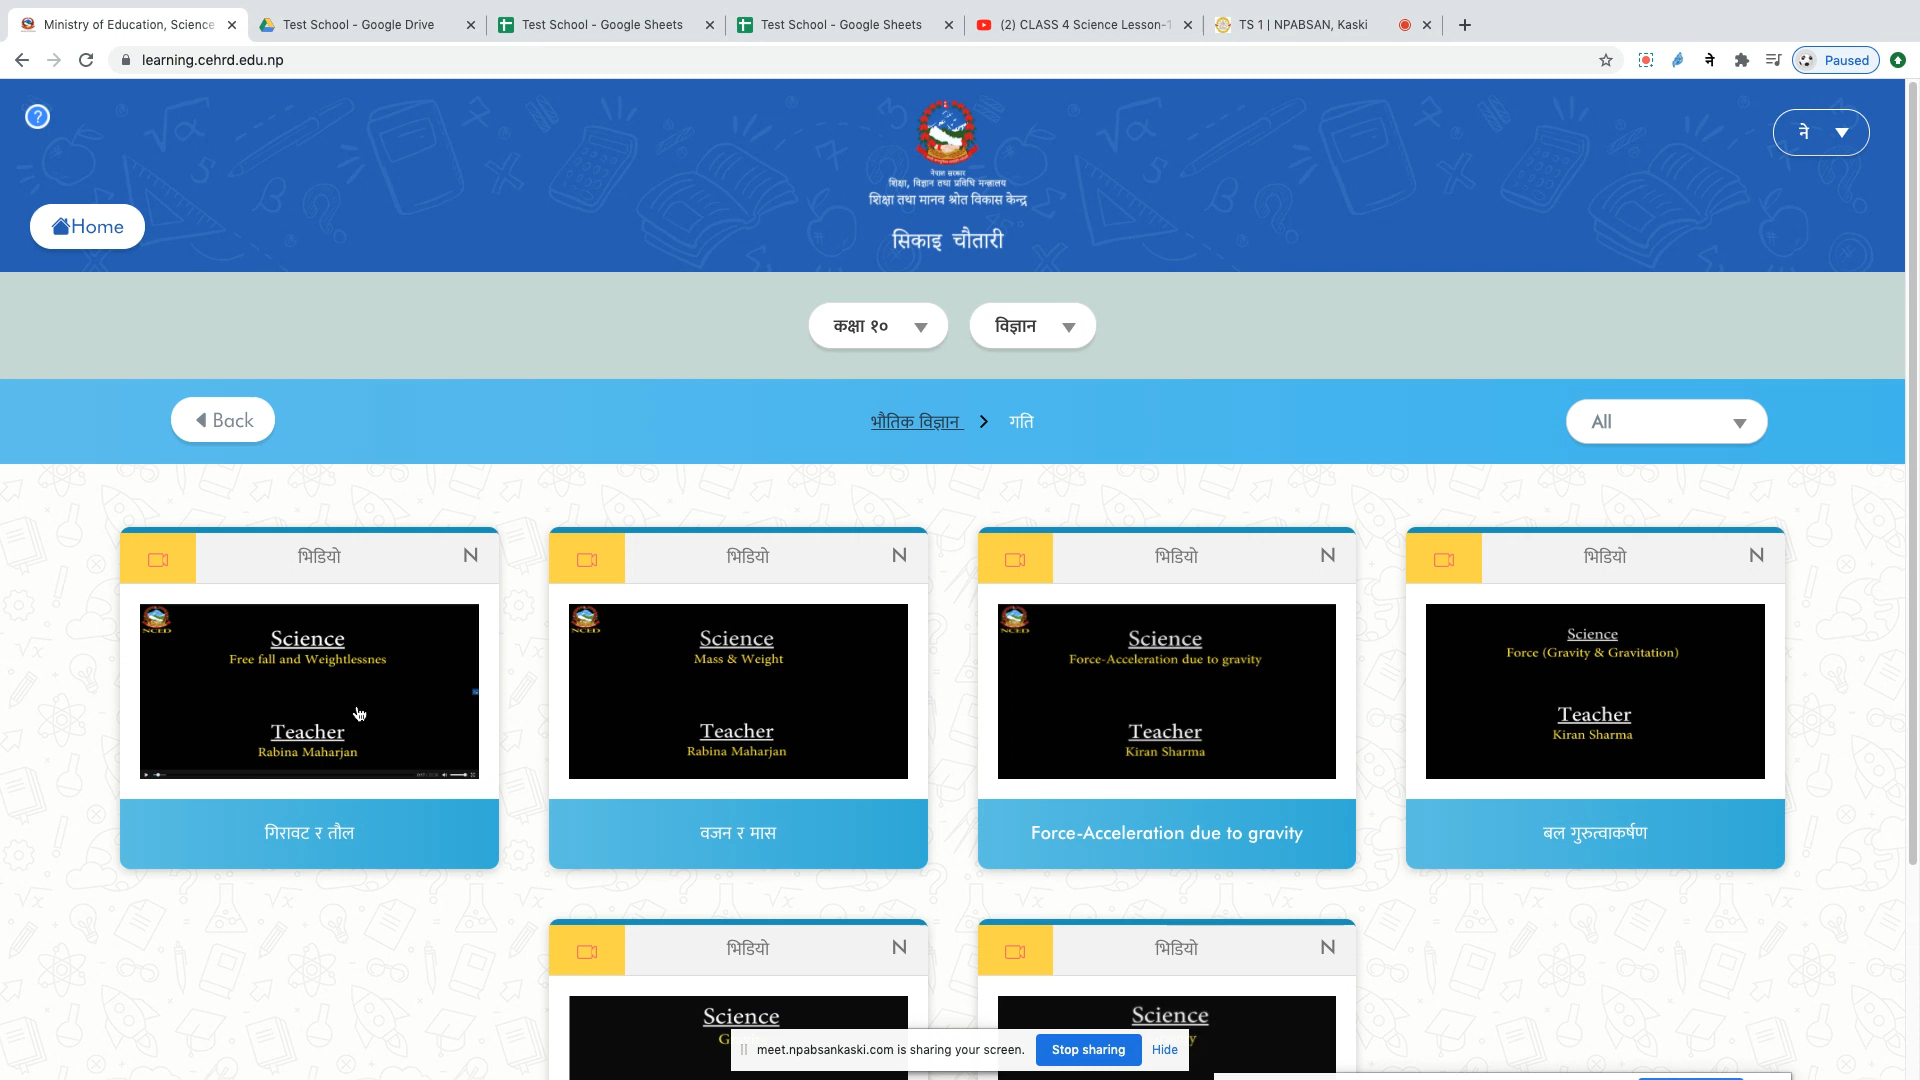 Ministry of Education, Science
Test School - Google Drive
Test School - Google Sheets
Test School - Google Sheets
(2) CLASS 4 Science Lesson-1
TS 1 | NPABSAN, Kaski
learning.cehrd.edu.np
ने
Paused
?
नेपाल सरकार
शिक्षा, विज्ञान तथा प्रविधि मन्त्रालय
शिक्षा तथा मानव श्रोत विकास केन्द्र
सिकाइ चौतारी
ने
Home
कक्षा १०
विज्ञान
Back
भौतिक विज्ञान > गति
All
भिडियो N
भिडियो N
भिडियो N
भिडियो N
NCED
Science
Free fall and Weightlessnes
Teacher
Rabina Maharjan
NCED
Science
Mass & Weight
Teacher
Rabina Maharjan
NCED
Science
Force-Acceleration due to gravity
Teacher
Kiran Sharma
Science
Force (Gravity & Gravitation)
Teacher
Kiran Sharma
गिरावट र तौल
वजन र मास
Force-Acceleration due to gravity
बल गुरुत्वाकर्षण
भिडियो N
भिडियो N
Science
Science
meet.npabsankaski.com is sharing your screen.
Stop sharing
Hide